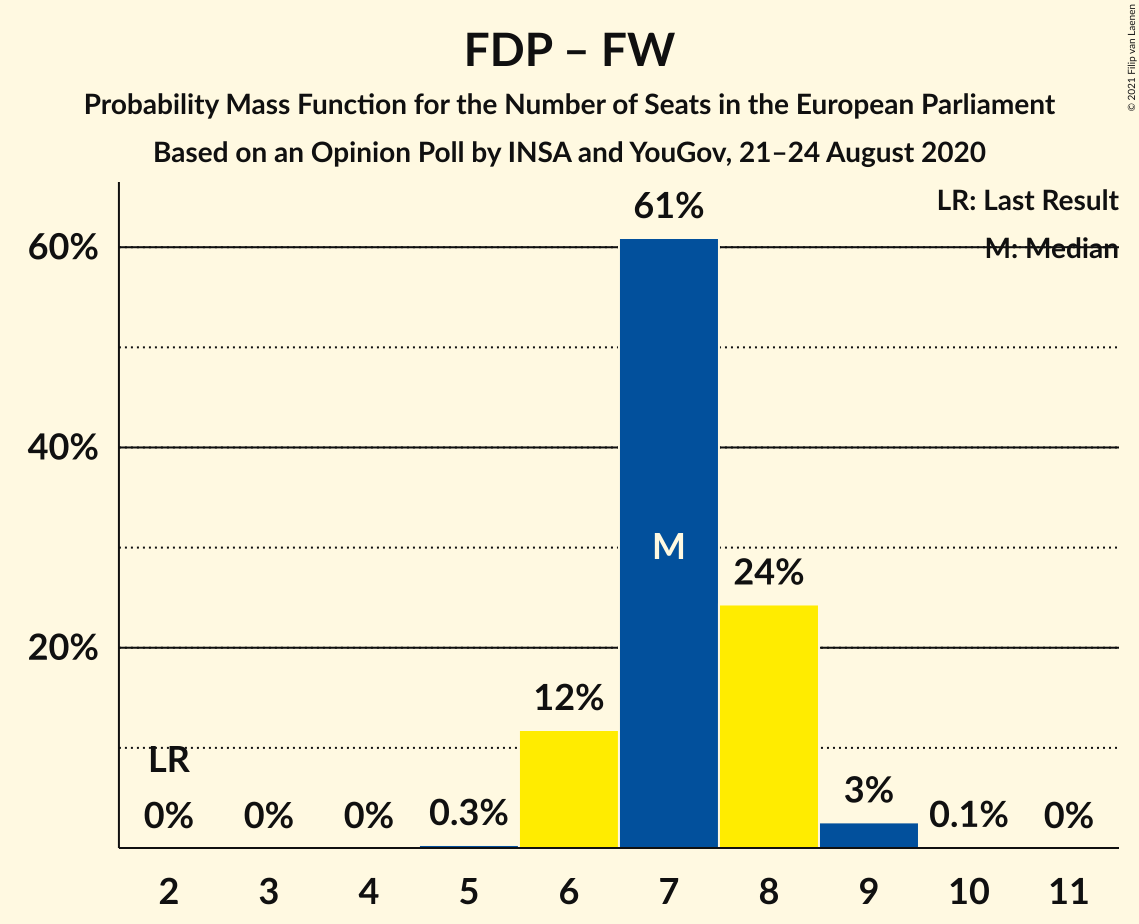 FDP – FW
Probability Mass Function for the Number of Seats in the European Parliament
Based on an Opinion Poll by INSA and YouGov, 21–24 August 2020
© 2021 Filip van Laenen
LR: Last Result
M: Median
60%
40%
20%
LR
0%
0%
0%
0.3%
12%
61%
M
24%
3%
0.1%
0%
2 3 4 5 6 7 8 9 10 11